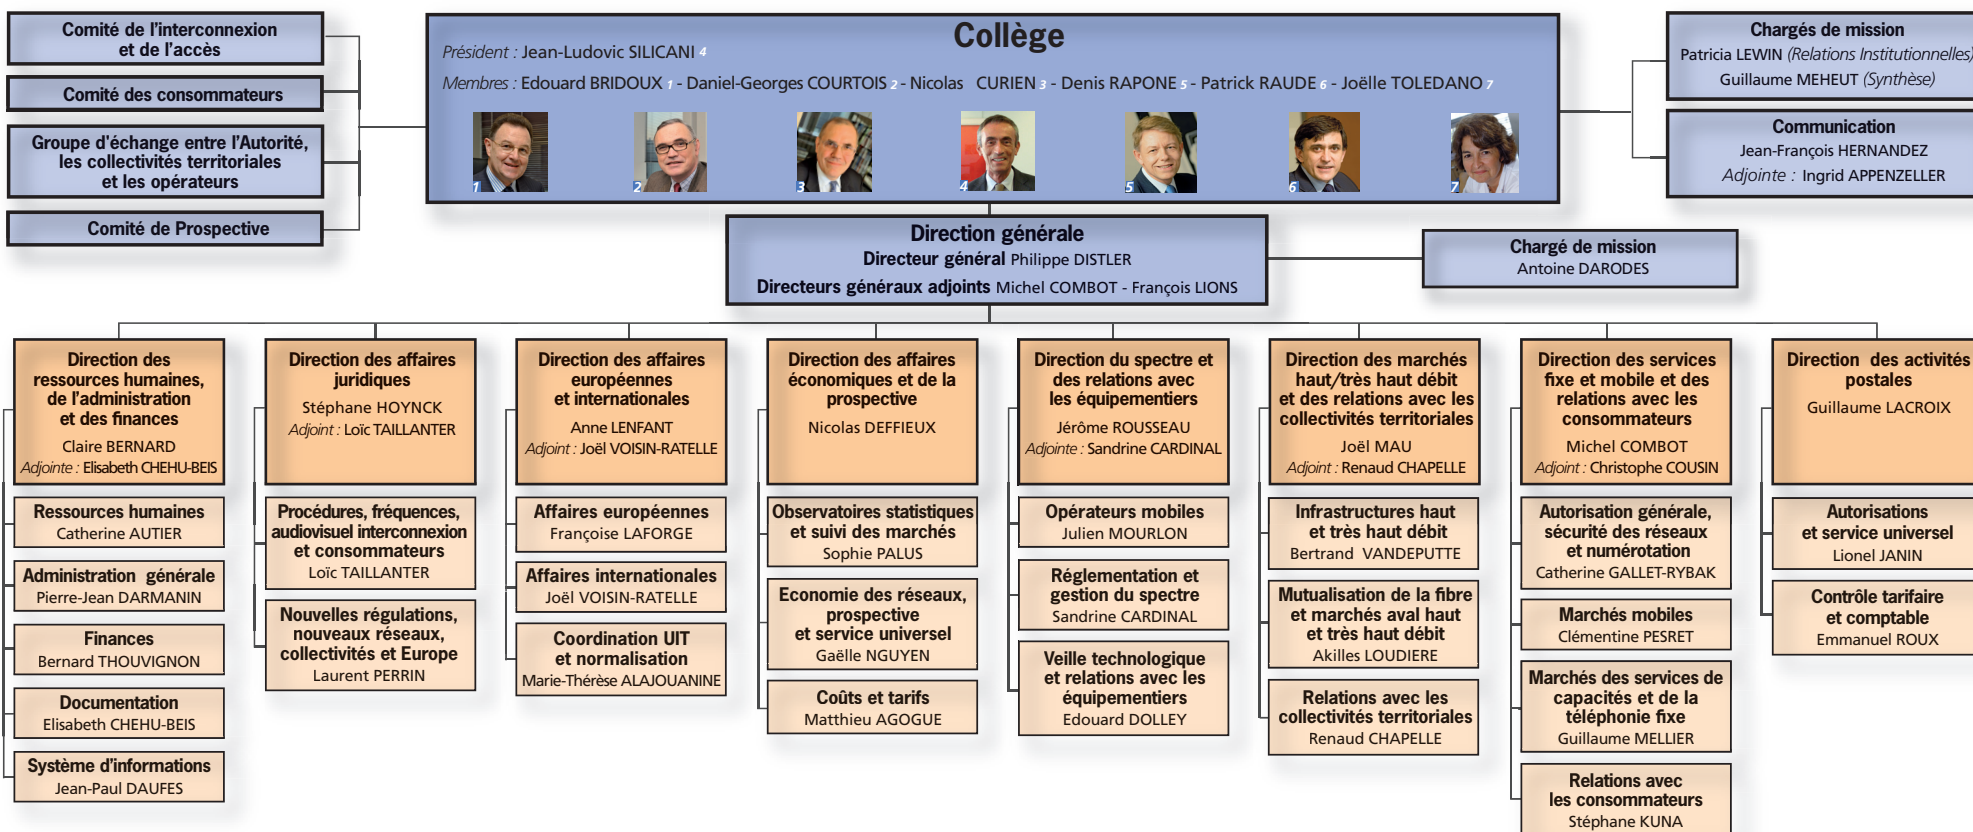 Comité de l'interconnexion
et de l'accès
Comité des consommateurs
Groupe d'échange entre l'Autorité,
les collectivités territoriales
et les opérateurs
Comité de Prospective
Collège
Président : Jean-Ludovic SILICANI 4
Membres : Edouard BRIDOUX 1 - Daniel-Georges COURTOIS 2 - Nicolas CURIEN 3 - Denis RAPONE 5 - Patrick RAUDE 6 - Joëlle TOLEDANO 7
1
2
3
4
5
6
7
Chargés de mission
Patricia LEWIN (Relations Institutionnelles)
Guillaume MEHEUT (Synthèse)
Communication
Jean-François HERNANDEZ
Adjointe : Ingrid APPENZELLER
Direction générale
Directeur général Philippe DISTLER
Directeurs généraux adjoints Michel COMBOT - François LIONS
Chargé de mission
Antoine DARODES
Direction des
ressources humaines,
de l'administration
et des finances
Claire BERNARD
Adjointe : Elisabeth CHEHU-BEIS
Ressources humaines
Catherine AUTIER
Administration générale
Pierre-Jean DARMANIN
Finances
Bernard THOUVIGNON
Documentation
Elisabeth CHEHU-BEIS
Système d'informations
Jean-Paul DAUFES
Direction des affaires
juridiques
Stéphane HOYNCK
Adjoint : Loïc TAILLANTER
Procédures, fréquences,
audiovisuel interconnexion
et consommateurs
Loïc TAILLANTER
Nouvelles régulations,
nouveaux réseaux,
collectivités et Europe
Laurent PERRIN
Direction des affaires
européennes
et internationales
Anne LENFANT
Adjoint : Joël VOISIN-RATELLE
Affaires européennes
Françoise LAFORGE
Affaires internationales
Joël VOISIN-RATELLE
Coordination UIT
et normalisation
Marie-Thérèse ALAJOUANINE
Direction des affaires
économiques et de la
prospective
Nicolas DEFFIEUX
Observatoires statistiques
et suivi des marchés
Sophie PALUS
Economie des réseaux,
prospective
et service universel
Gaëlle NGUYEN
Coûts et tarifs
Matthieu AGOGUE
Direction du spectre et
des relations avec
les équipementiers
Jérôme ROUSSEAU
Adjointe : Sandrine CARDINAL
Opérateurs mobiles
Julien MOURLON
Réglementation et
gestion du spectre
Sandrine CARDINAL
Veille technologique
et relations avec les
équipementiers
Edouard DOLLEY
Direction des marchés
haut/très haut débit
et des relations avec les
collectivités territoriales
Joël MAU
Adjoint : Renaud CHAPELLE
Infrastructures haut
et très haut débit
Bertrand VANDEPUTTE
Mutualisation de la fibre
et marchés aval haut
et très haut débit
Akilles LOUDIERE
Relations avec les
collectivités territoriales
Renaud CHAPELLE
Direction des services
fixe et mobile et des
relations avec les
consommateurs
Michel COMBOT
Adjoint : Christophe COUSIN
Autorisation générale,
sécurité des réseaux
et numérotation
Catherine GALLET-RYBAK
Marchés mobiles
Clémentine PESRET
Marchés des services de
capacités et de la
téléphonie fixe
Guillaume MELLIER
Relations avec
les consommateurs
Stéphane KUNA
Direction des activités
postales
Guillaume LACROIX
Autorisations
et service universel
Lionel JANIN
Contrôle tarifaire
et comptable
Emmanuel ROUX